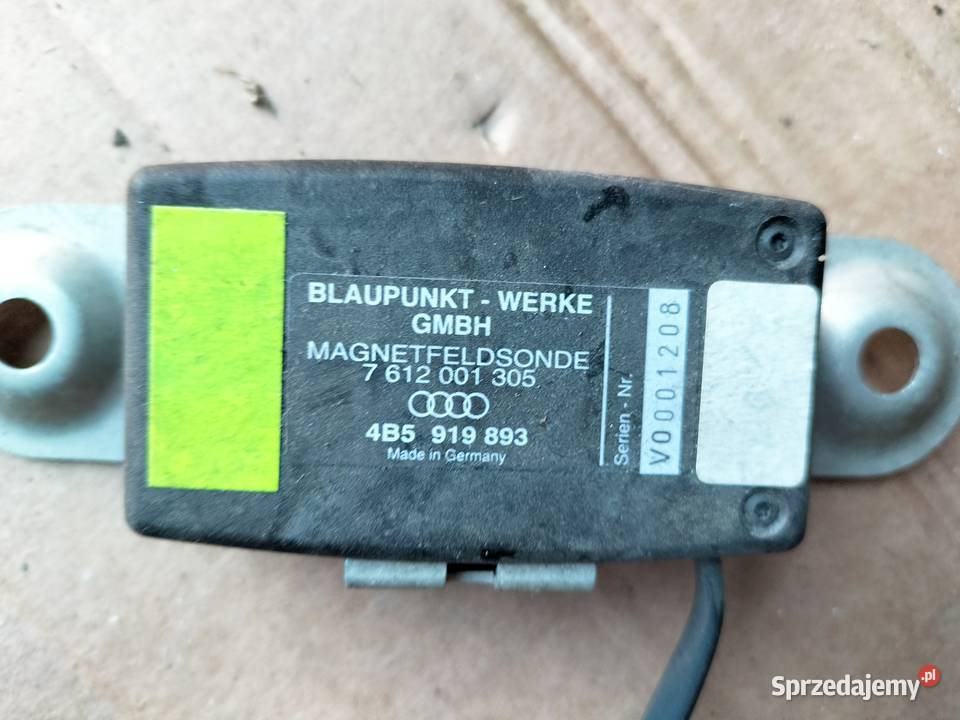 BLAUPUNKT - WERKE
GMBH
MAGNETFELDSONDE
7 612 001 305
4B5 919 893
Made in Germany
Serien - Nr.
V0001208
Sprzedajemy.pl